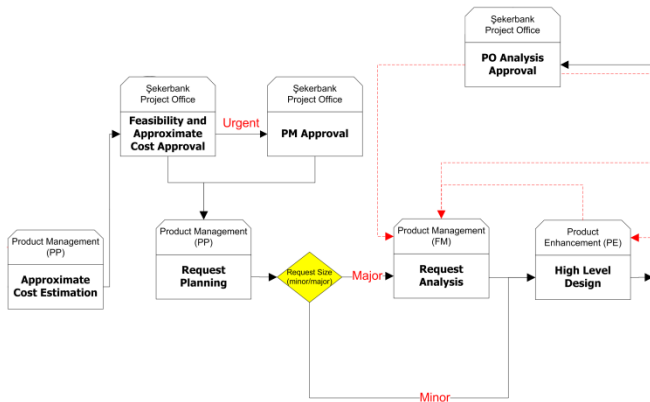 Şekerbank
Project Office
PO Analysis
Approval
Şekerbank
Project Office
Feasibility and
Approximate
Cost Approval
Urgent
Şekerbank
Project Office
PM Approval
Product Management
(PP)
Approximate
Cost Estimation
Product Management
(PP)
Request
Planning
Request Size
(minor/major)
Major
Product Management
(FM)
Request
Analysis
Product
Enhancement (PE)
High Level
Design
Minor